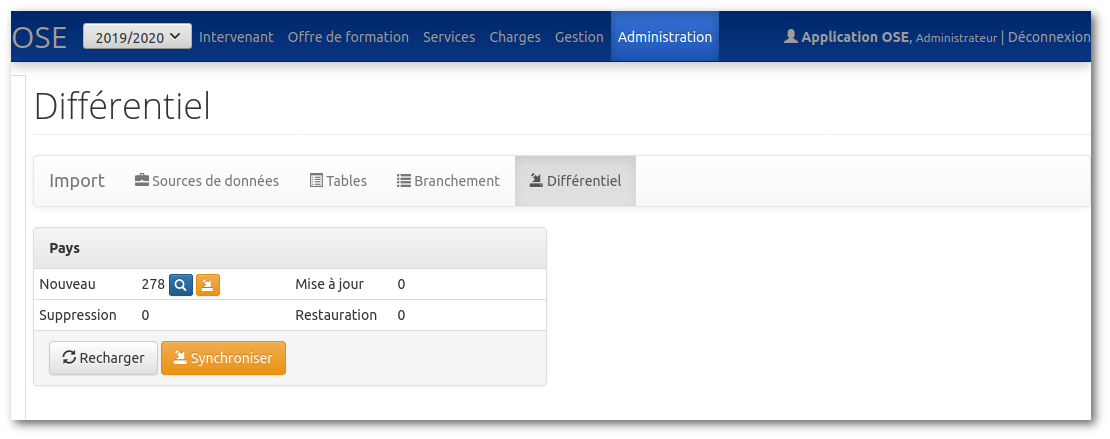 OSE 2019/2020 Intervenant Offre de formation Services Charges Gestion Administration Application OSE, Administrateur | Déconnexion
Différentiel
Import Sources de données Tables Branchement Différentiel
Pays
Nouveau 278 Mise à jour 0
Suppression 0 Restauration 0
Recharger Synchroniser